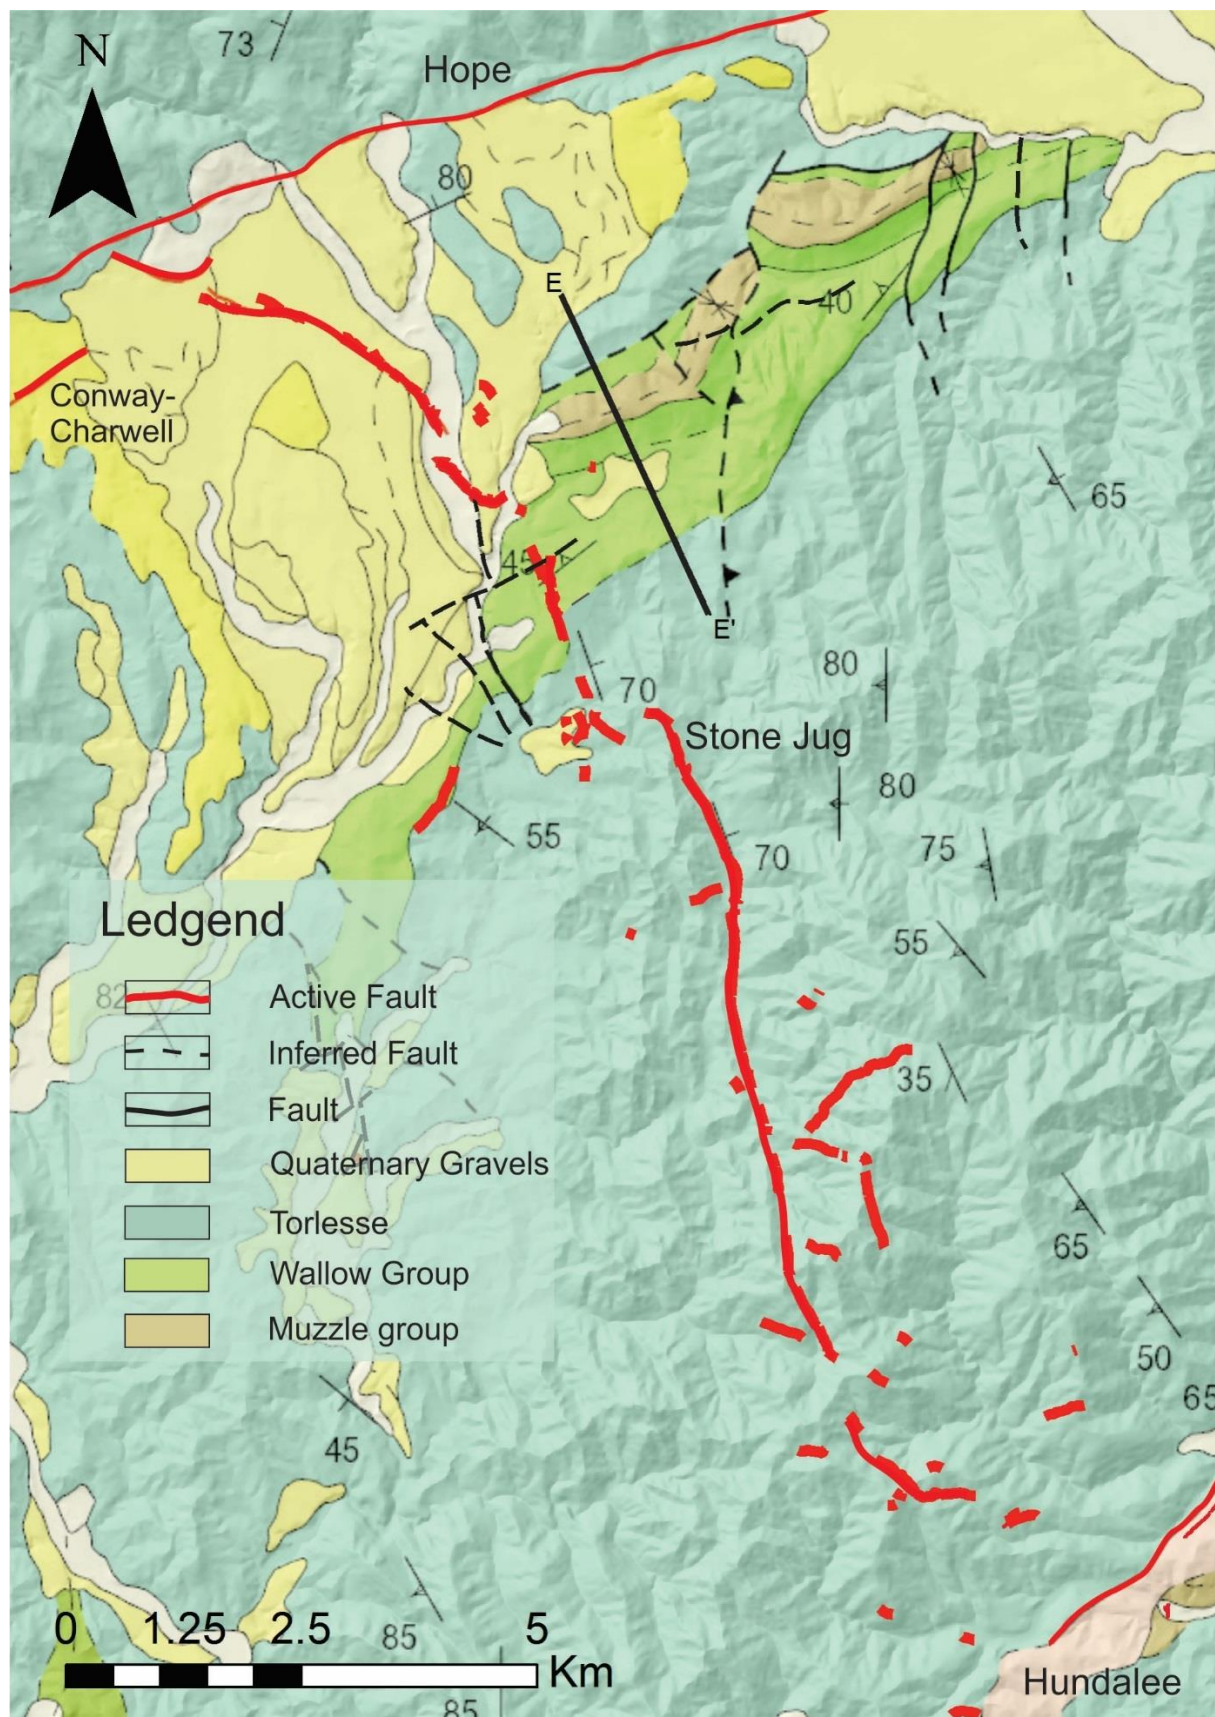 N
73
Hope
80
E
40
Conway-
Charwell
65
45
E'
80
70
Stone Jug
80
55
70
75
Ledgend
55
82
Active Fault
Inferred Fault
35
Fault
Quaternary Gravels
Torlesse
65
Wallow Group
Muzzle group
50
65
45
0 1.25 2.5 5
85
Km
Hundalee
85